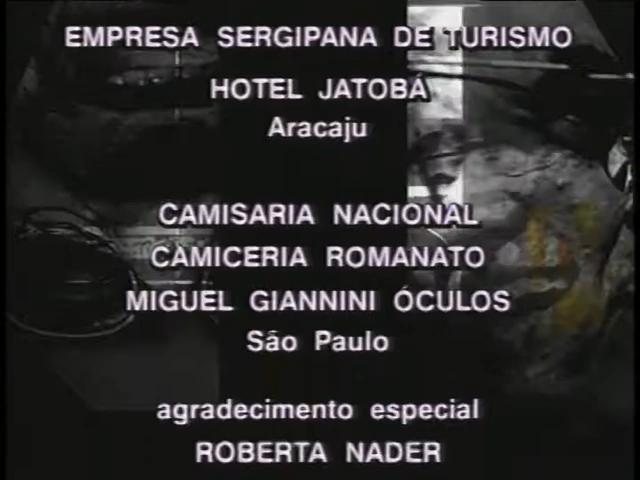 EMPRESA SERGIPANA DE TURISMO
HOTEL JATOBÁ
Aracaju
CAMISARIA NACIONAL
CAMICERIA ROMANATO
MIGUEL GIANNINI ÓCULOS
São Paulo
agradecimento especial
ROBERTA NADER